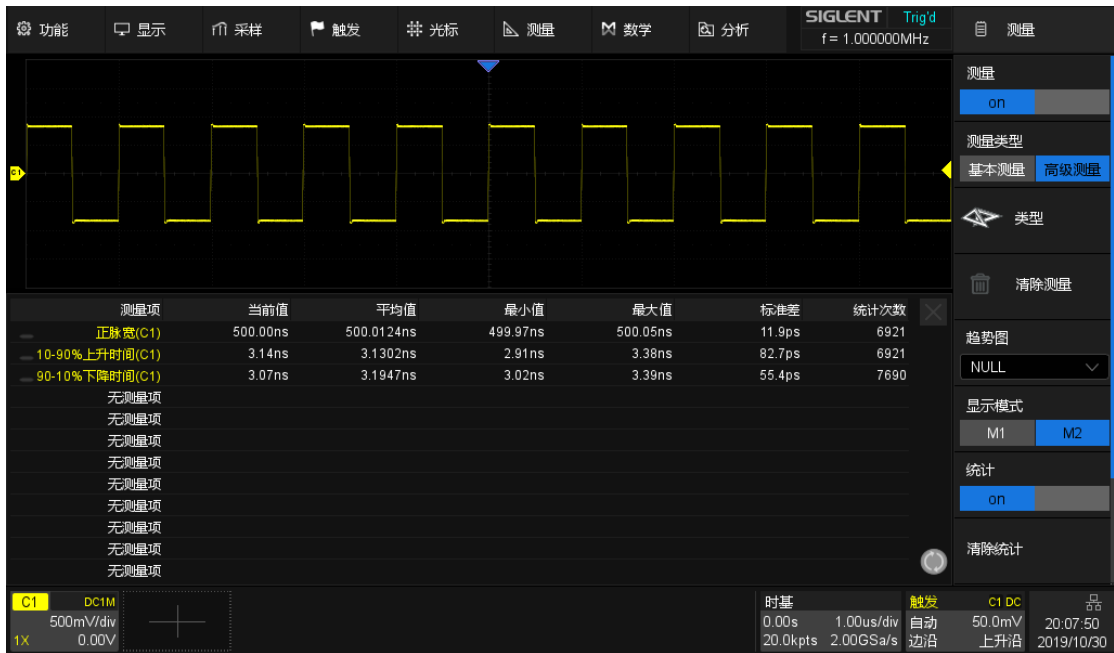 功能 显示 采样 触发 光标 测量 数学 分析 SIGLENT Trig'd 测量
f = 1.000000MHz
测量
on
测量类型
基本测量 高级测量
C1
类型
清除测量
测量项 当前值 平均值 最小值 最大值 标准差 统计次数
正脉宽(C1) 500.00ns 500.0124ns 499.97ns 500.05ns 11.9ps 6921
10-90%上升时间(C1) 3.14ns 3.1302ns 2.91ns 3.38ns 82.7ps 6921
90-10%下降时间(C1) 3.07ns 3.1947ns 3.02ns 3.39ns 55.4ps 7690
无测量项
无测量项
无测量项
无测量项
无测量项
无测量项
无测量项
无测量项
无测量项
趋势图
NULL
显示模式
M1 M2
统计
on
清除统计
C1 DC1M 时基 触发 C1 DC
500mV/div 0.00s 1.00us/div 自动 50.0mV 20:07:50
1X 0.00V 20.0kpts 2.00GSa/s 边沿 上升沿 2019/10/30